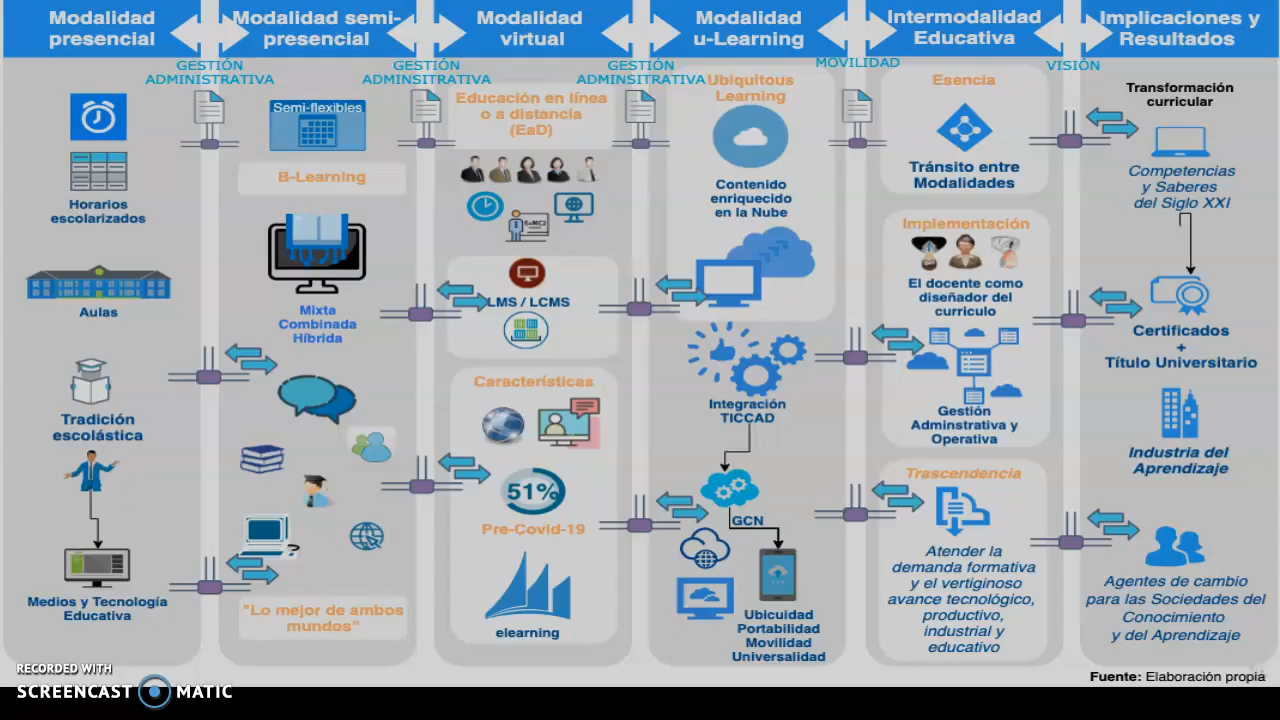 Modalidad
presencial
Modalidad semi-
presencial
Modalidad
virtual
Modalidad
u-Learning
Intermodalidad
Educativa
Implicaciones y
Resultados
GESTIÓN
ADMINISTRATIVA
GESTIÓN
ADMINSITRATIVA
GESTIÓN
ADMINSITRATIVA
MOVILIDAD
VISIÓN
Horarios
escolarizados
Aulas
Tradición
escolástica
Medios y Tecnología
Educativa
Semi-flexibles
B-Learning
Mixta
Combinada
Híbrida
"Lo mejor de ambos
mundos"
Educación en línea
o a distancia
(EaD)
E=MC2
LMS / LCMS
Características
51%
Pre-Covid-19
elearning
Ubiquitous
Learning
Contenido
enriquecido
en la Nube
Integración
TICCAD
GCN
Ubicuidad
Portabilidad
Movilidad
Universalidad
Esencia
Tránsito entre
Modalidades
Implementación
El docente como
diseñador del
curriculo
Gestión
Adminstrativa y
Operativa
Trascendencia
Atender la
demanda formativa
y el vertiginoso
avance tecnológico,
productivo,
industrial y
educativo
Transformación
curricular
Competencias
y Saberes
del Siglo XXI
Certificados
+
Título Universitario
Industria del
Aprendizaje
Agentes de cambio
para las Sociedades del
Conocimiento
y del Aprendizaje
Fuente: Elaboración propia
RECORDED WITH
SCREENCAST MATIC